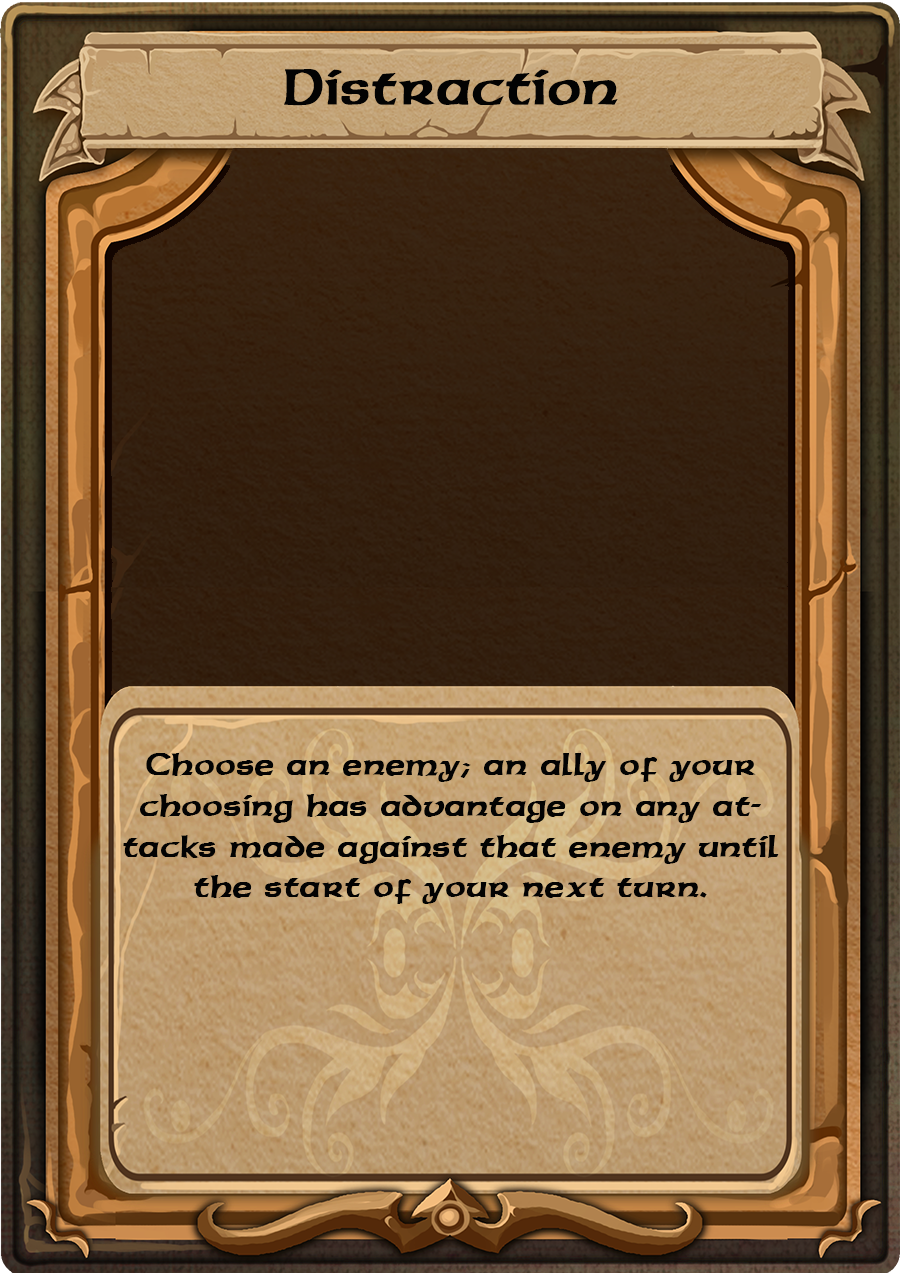 Distraction
Choose an enemy; an ally of your
choosing has advantage on any at-
tacks made against that enemy until
the start of your next turn.